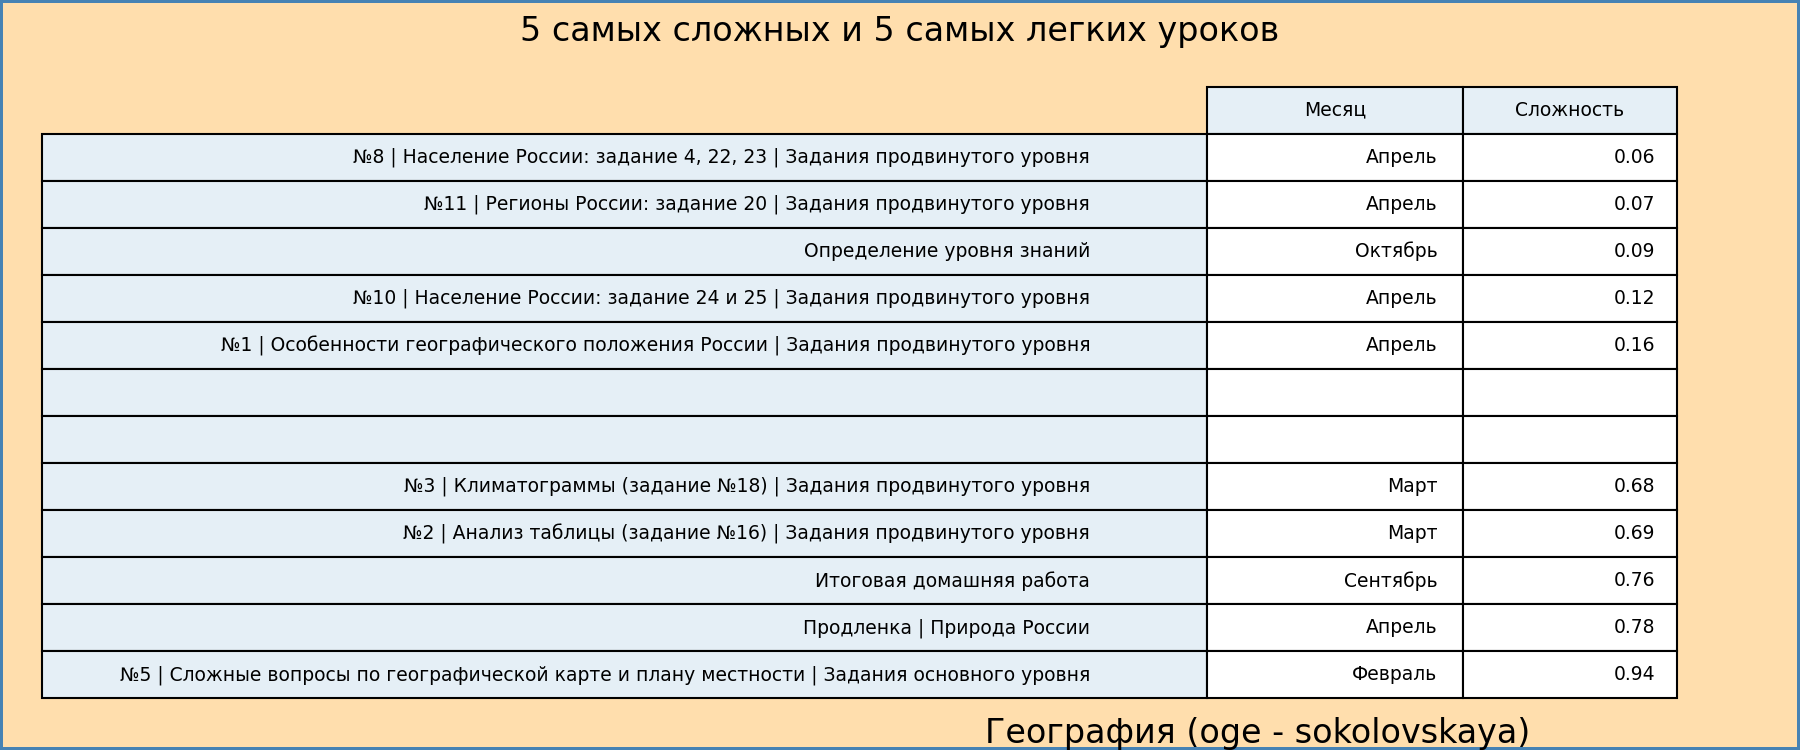 5 самых сложных и 5 самых легких уроков
Месяц Сложность
№8 | Население России: задание 4, 22, 23 | Задания продвинутого уровня Апрель 0.06
№11 | Регионы России: задание 20 | Задания продвинутого уровня Апрель 0.07
Определение уровня знаний Октябрь 0.09
№10 | Население России: задание 24 и 25 | Задания продвинутого уровня Апрель 0.12
№1 | Особенности географического положения России | Задания продвинутого уровня Апрель 0.16
№3 | Климатограммы (задание №18) | Задания продвинутого уровня Март 0.68
№2 | Анализ таблицы (задание №16) | Задания продвинутого уровня Март 0.69
Итоговая домашняя работа Сентябрь 0.76
Продленка | Природа России Апрель 0.78
№5 | Сложные вопросы по географической карте и плану местности | Задания основного уровня Февраль 0.94
География (oge - sokolovskaya)